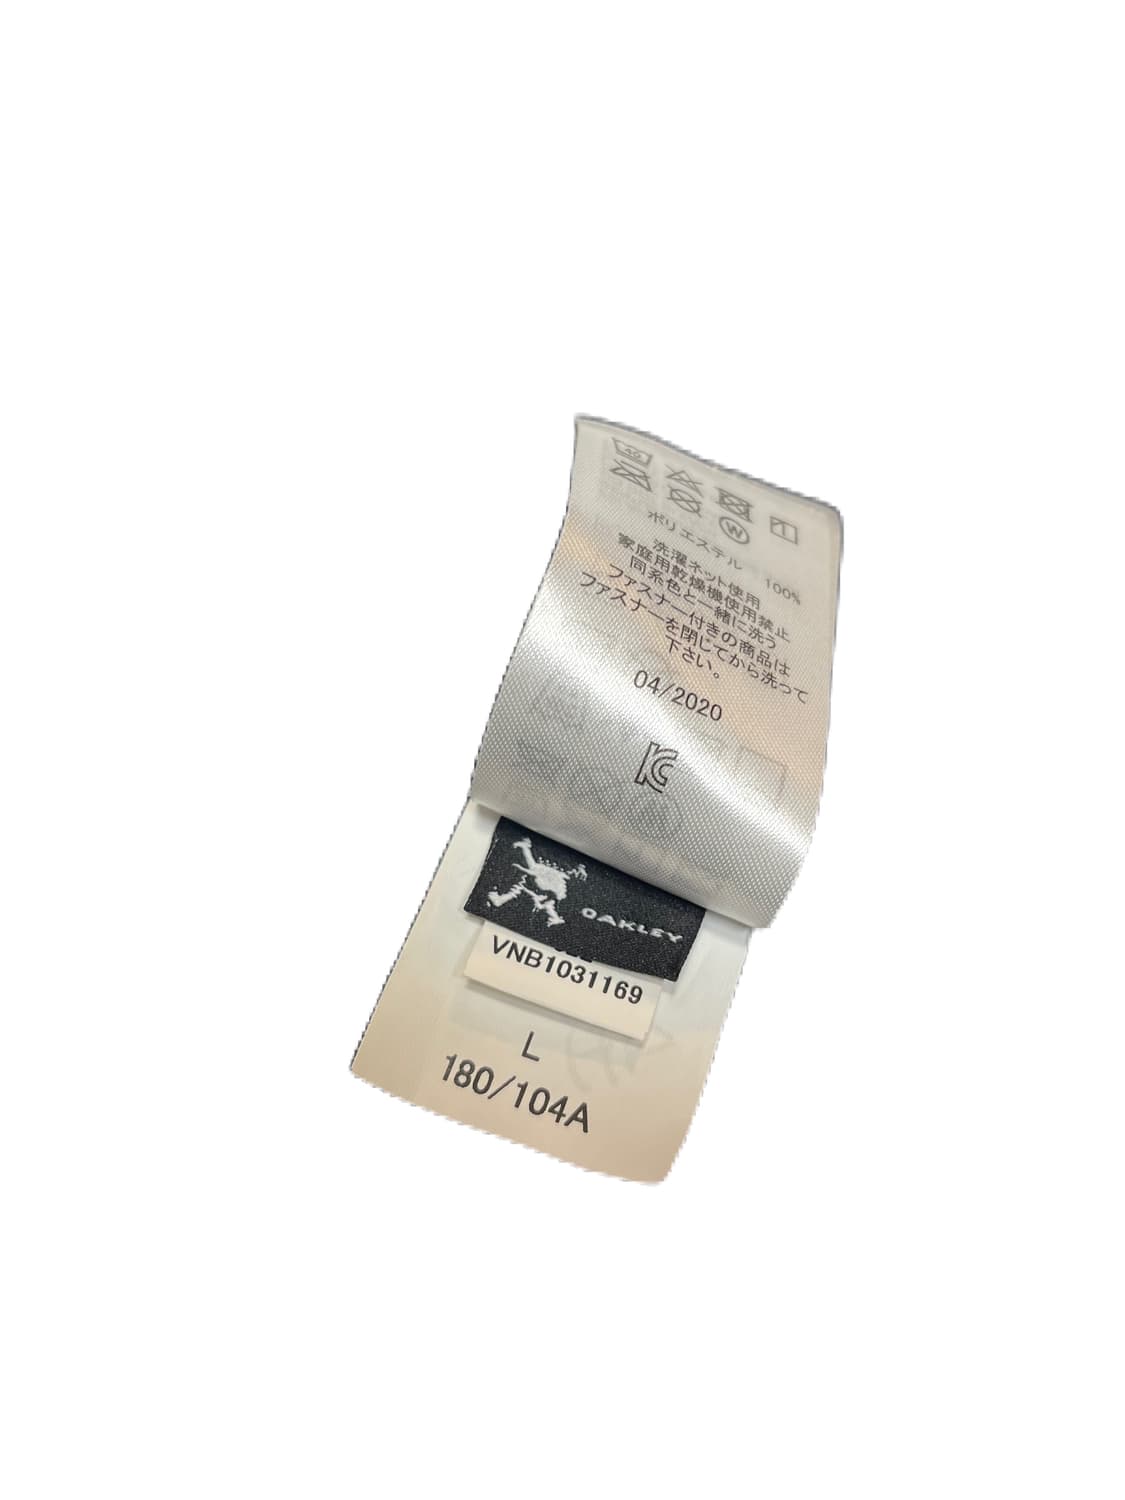 40
W
ポリエステル 100%
洗濯ネット使用
家庭用乾燥機使用禁止
同系色と一緒に洗う
ファスナー付きの商品は
ファスナーを閉じてから洗って
下さい。
04/2020
OAKLEY
VNB1031169
L
180/104A